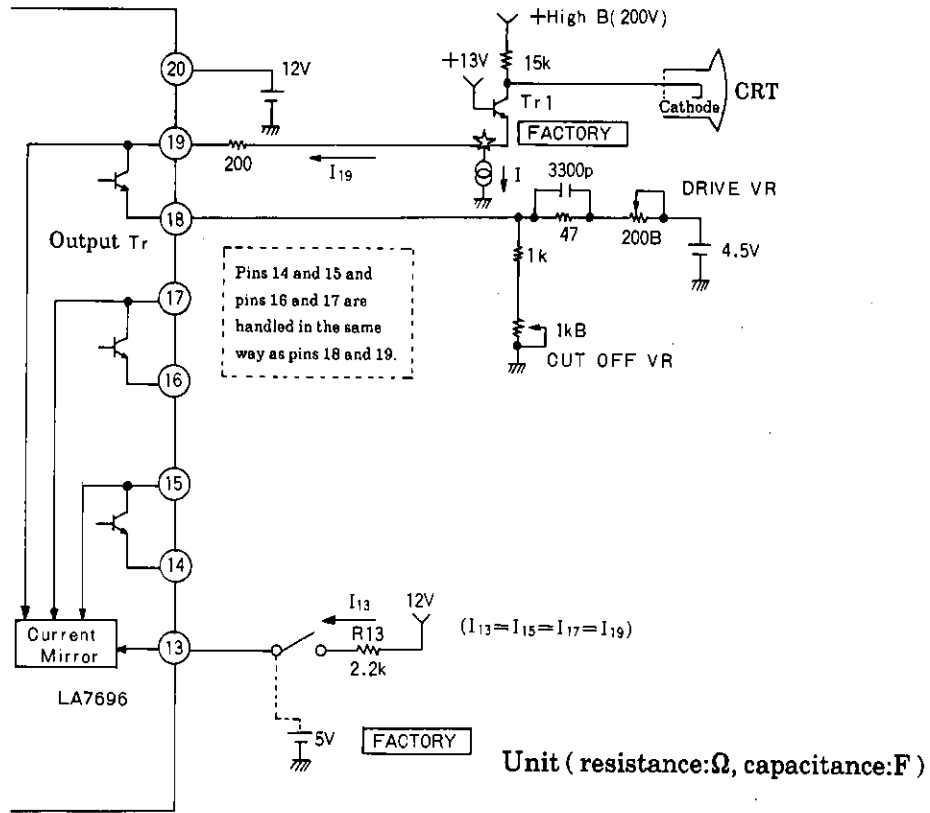 +High B(200V)
20
12V
+13V
15k
CRT
Cathode
Tr1
FACTORY
19
200
I19
I
3300p
DRIVE VR
18
47
200B
4.5V
Output Tr
1k
Pins 14 and 15 and
pins 16 and 17 are
handled in the same
way as pins 18 and 19.
17
1kB
CUT OFF VR
16
15
14
I13
12V
(I13=I15=I17=I19)
Current
Mirror
13
R13
2.2k
LA7696
5V
FACTORY
Unit ( resistance:Ω, capacitance:F )